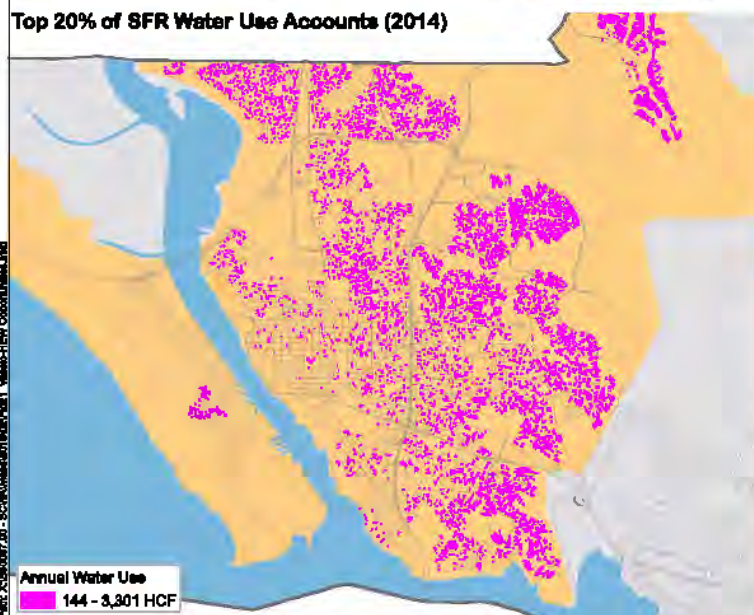 Top 20% of SFR Water Use Accounts (2014)
Annual Water Use
144 - 3,301 HCF